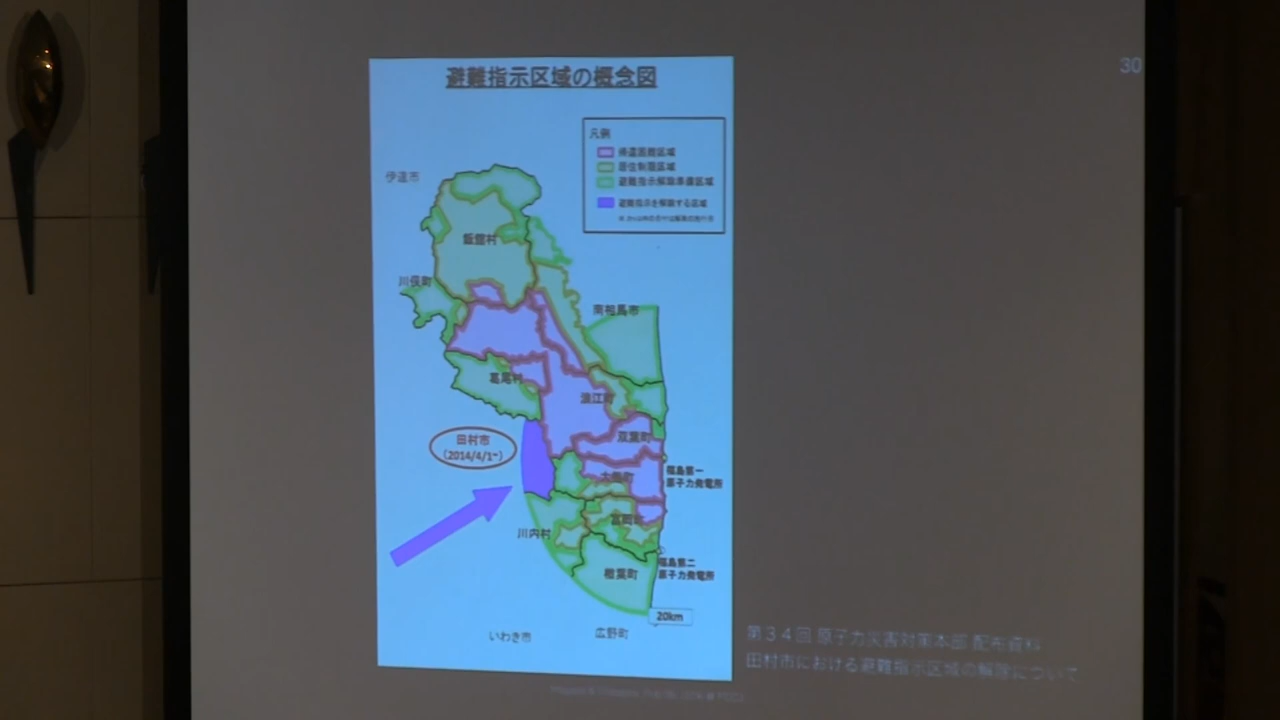 30
避難指示区域の概念図
凡例
帰還困難区域
居住制限区域
避難指示解除準備区域
避難指示を解除する区域
伊達市
飯舘村
川俣町
南相馬市
葛尾村
浪江町
田村市
(2014/4/1~)
双葉町
大熊町
福島第一
原子力発電所
富岡町
川内村
福島第二
原子力発電所
楢葉町
20km
いわき市
広野町
第34回 原子力災害対策本部 配布資料
田村市における避難指示区域の解除について